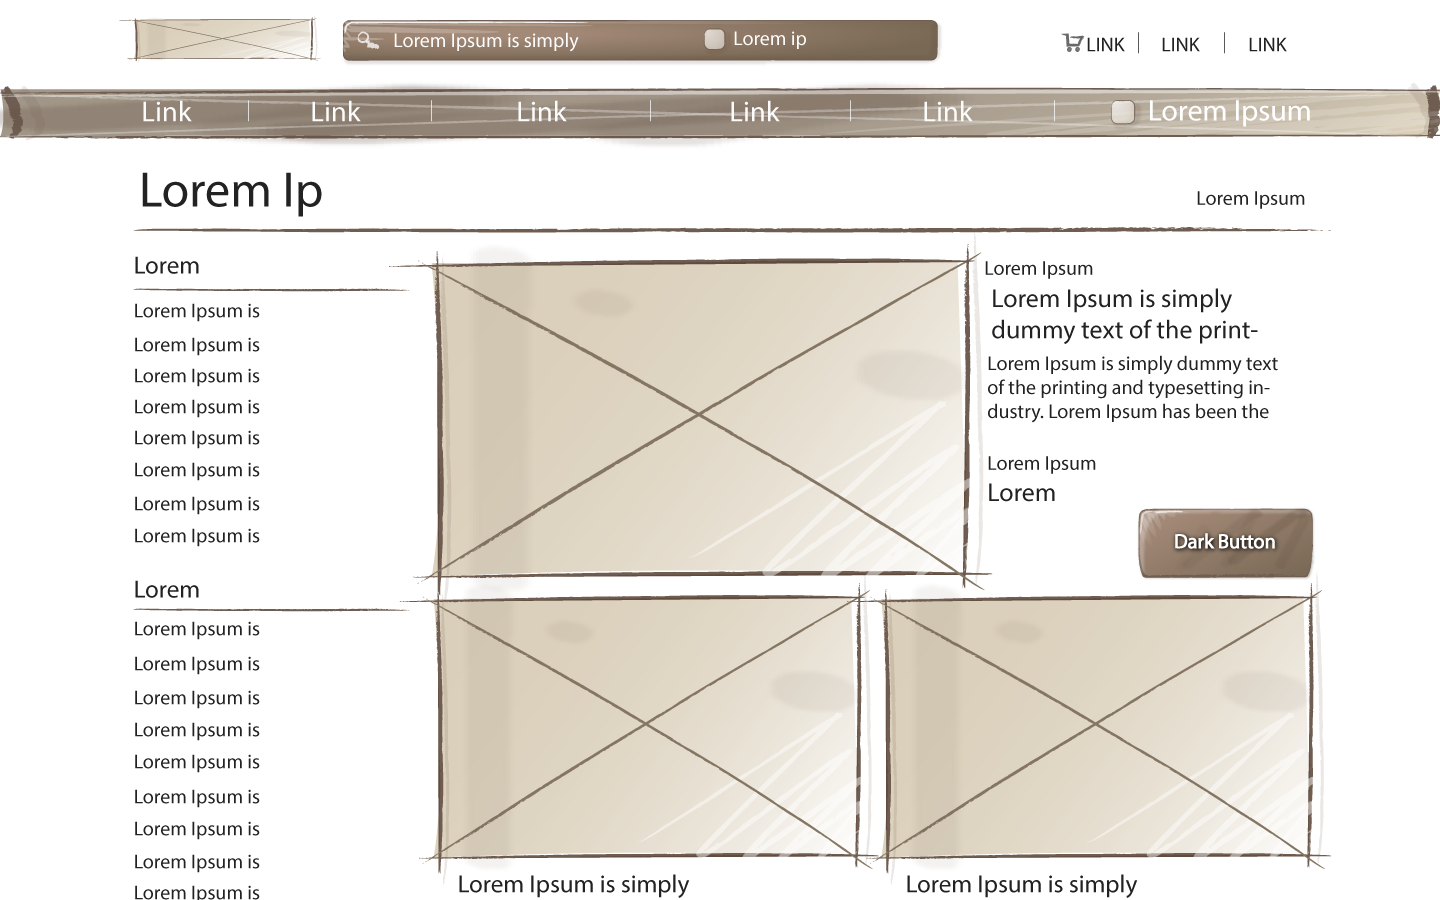 Lorem Ipsum is simply
Lorem ip
LINK
LINK
LINK
Link
Link
Link
Link
Link
Lorem Ipsum
Lorem Ip
Lorem Ipsum
Lorem
Lorem Ipsum is
Lorem Ipsum is
Lorem Ipsum is
Lorem Ipsum is
Lorem Ipsum is
Lorem Ipsum is
Lorem Ipsum is
Lorem Ipsum is
Lorem
Lorem Ipsum is
Lorem Ipsum is
Lorem Ipsum is
Lorem Ipsum is
Lorem Ipsum is
Lorem Ipsum is
Lorem Ipsum is
Lorem Ipsum is
Lorem Ipsum is
Lorem Ipsum
Lorem Ipsum is simply
dummy text of the print-
Lorem Ipsum is simply dummy text
of the printing and typesetting in-
dustry. Lorem Ipsum has been the
Lorem Ipsum
Lorem
Dark Button
Lorem Ipsum is simply
Lorem Ipsum is simply